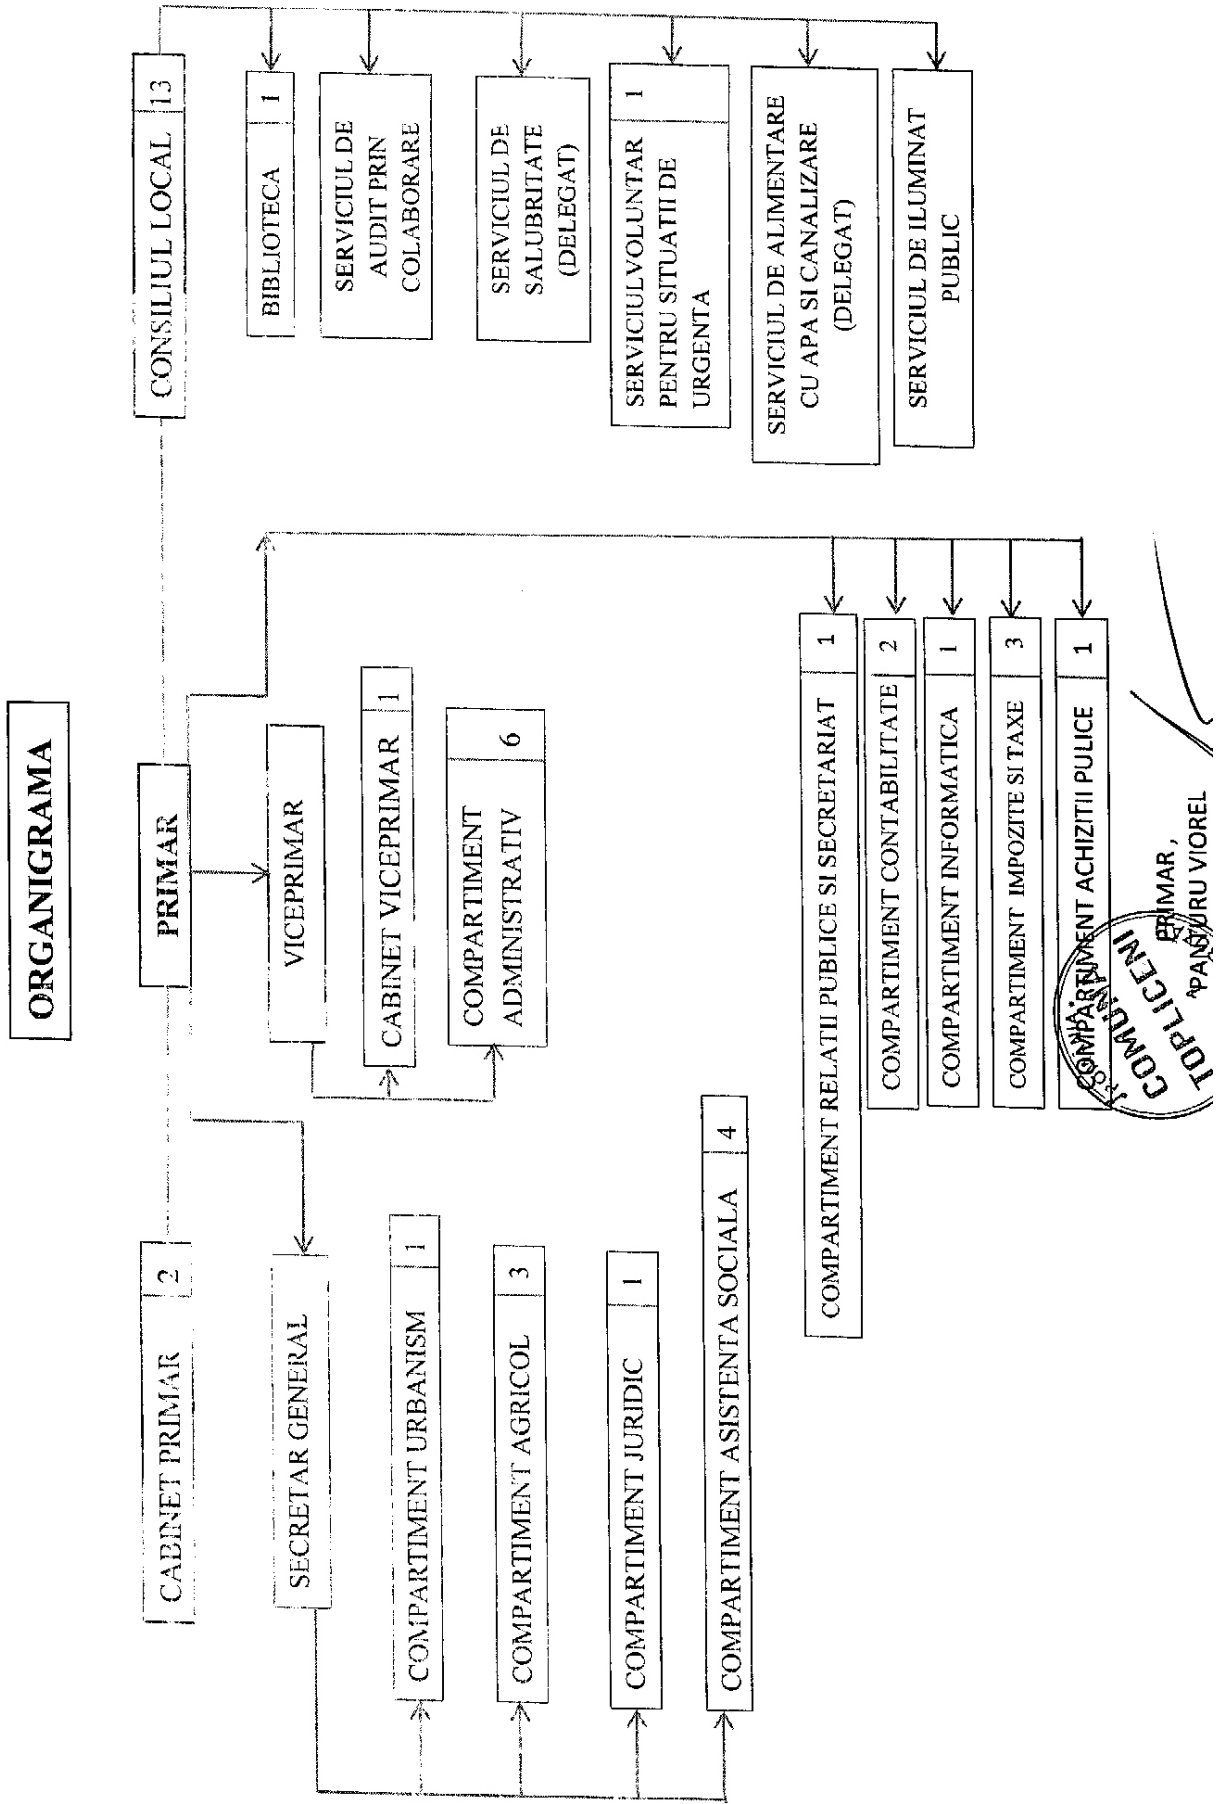 ORGANIGRAMA
CABINET PRIMAR 2
PRIMAR
CONSILIUL LOCAL 13
SECRETAR GENERAL
COMPARTIMENT URBANISM 1
COMPARTIMENT AGRICOL 3
COMPARTIMENT JURIDIC 1
COMPARTIMENT ASISTENTA SOCIALA 4
VICEPRIMAR
CABINET VICEPRIMAR 1
COMPARTIMENT 6
ADMINISTRATIV
COMPARTIMENT RELATII PUBLICE SI SECRETARIAT 1
COMPARTIMENT CONTABILITATE 2
COMPARTIMENT INFORMATICA 1
COMPARTIMENT IMPOZITE SI TAXE 3
COMPARTIMENT ACHIZITII PULICE 1
BIBLIOTECA 1
SERVICIUL DE
AUDIT PRIN
COLABORARE
SERVICIUL DE
SALUBRITATE
(DELEGAT)
SERVICIULVOLUNTAR 1
PENTRU SITUATII DE
URGENTA
SERVICIUL DE ALIMENTARE
CU APA SI CANALIZARE
(DELEGAT)
SERVICIUL DE ILUMINAT
PUBLIC
COMUNA
TOPLICENI
PRIMAR,
PANTURU VIOREL